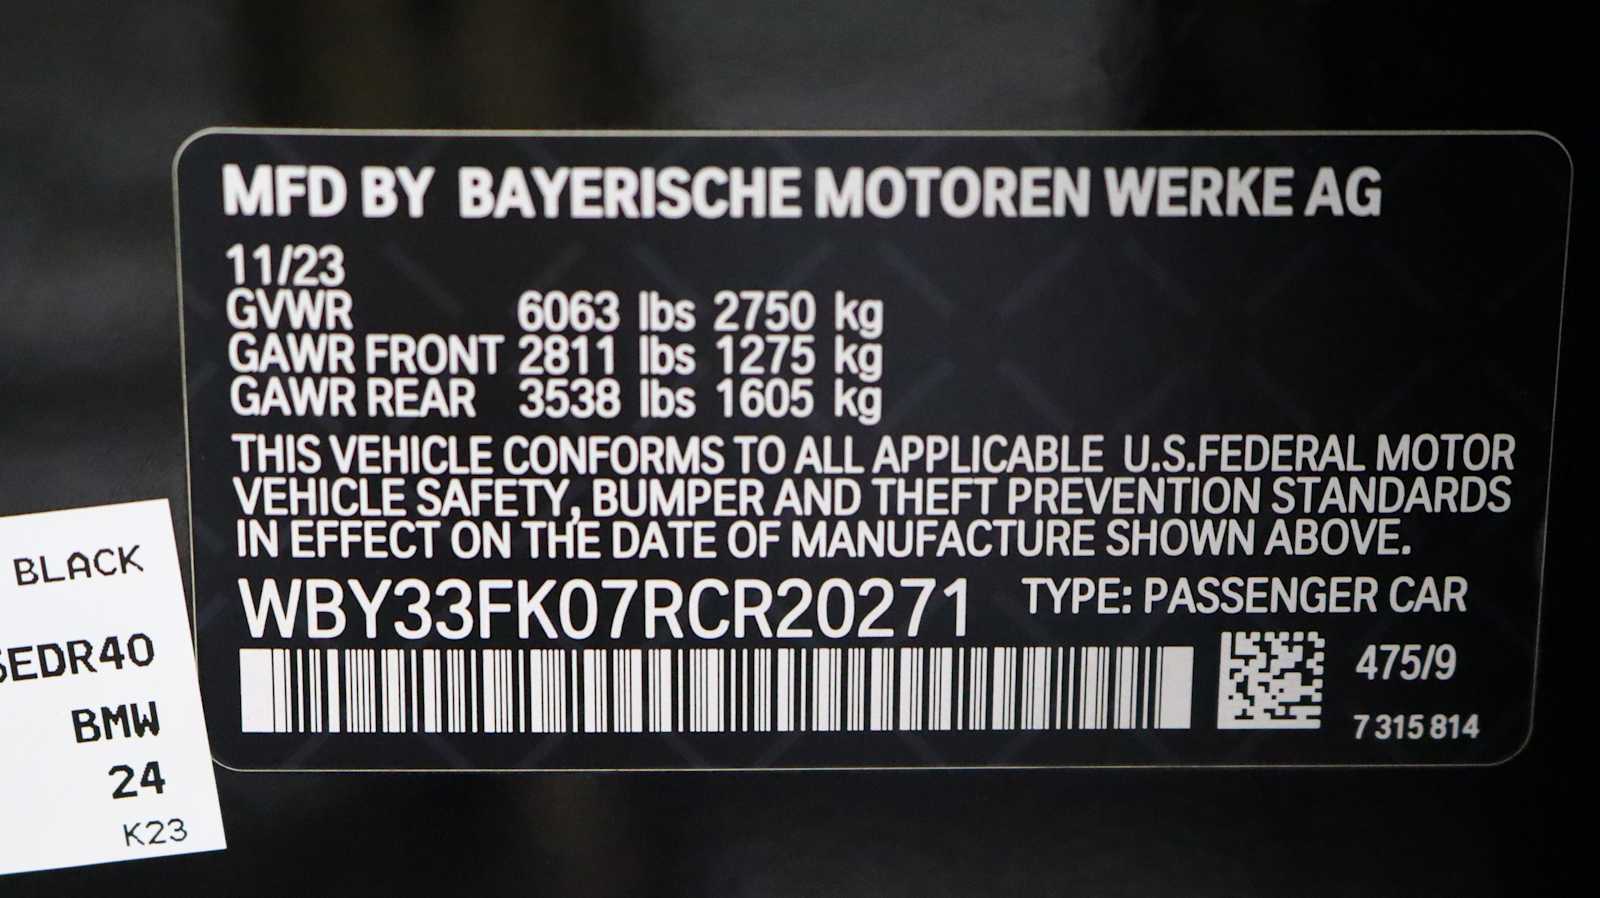 MFD BY BAYERISCHE MOTOREN WERKE AG
11/23
GVWR 6063 lbs 2750 kg
GAWR FRONT 2811 lbs 1275 kg
GAWR REAR 3538 lbs 1605 kg
THIS VEHICLE CONFORMS TO ALL APPLICABLE U.S.FEDERAL MOTOR
VEHICLE SAFETY, BUMPER AND THEFT PREVENTION STANDARDS
IN EFFECT ON THE DATE OF MANUFACTURE SHOWN ABOVE.
WBY33FK07RCR20271 TYPE: PASSENGER CAR
475/9
7 315 814
BLACK
EDR40
BMW
24
K23